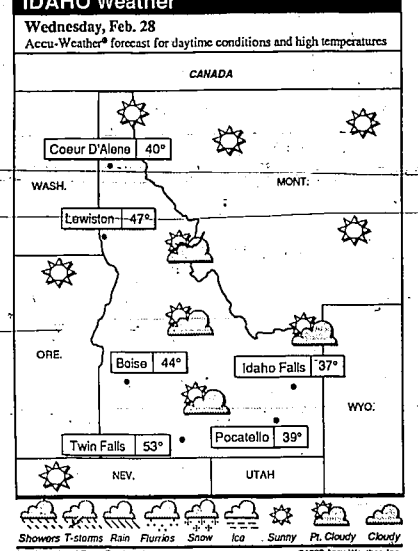 IDAHO Weather
Wednesday, Feb. 28
Accu-Weather® forecast for daytime conditions and high temperatures
CANADA
Coeur D'Alene 40°
WASH.
MONT.
Lewiston 47°
ORE.
Boise 44°
Idaho Falls 37°
WYO.
Twin Falls 53°
Pocatello 39°
NEV.
UTAH
Showers T-storms Rain Flurries Snow Ice Sunny Pt. Cloudy Cloudy